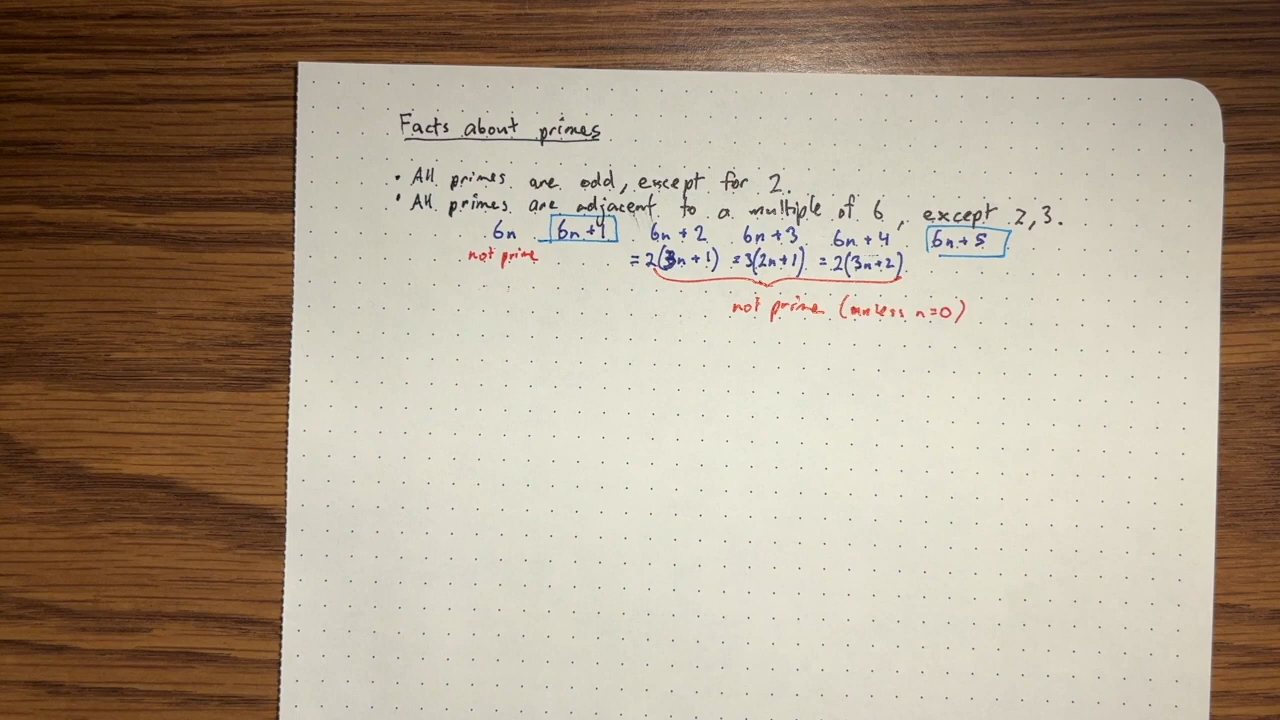 Facts about primes
• All primes are odd, except for 2.
• All primes are adjacent to a multiple of 6, except 2,3.
6n 6n+1 6n+2 6n+3 6n+4 6n+5
not prime =2(3n+1) =3(2n+1) =2(3n+2)
not prime (unless n=0)